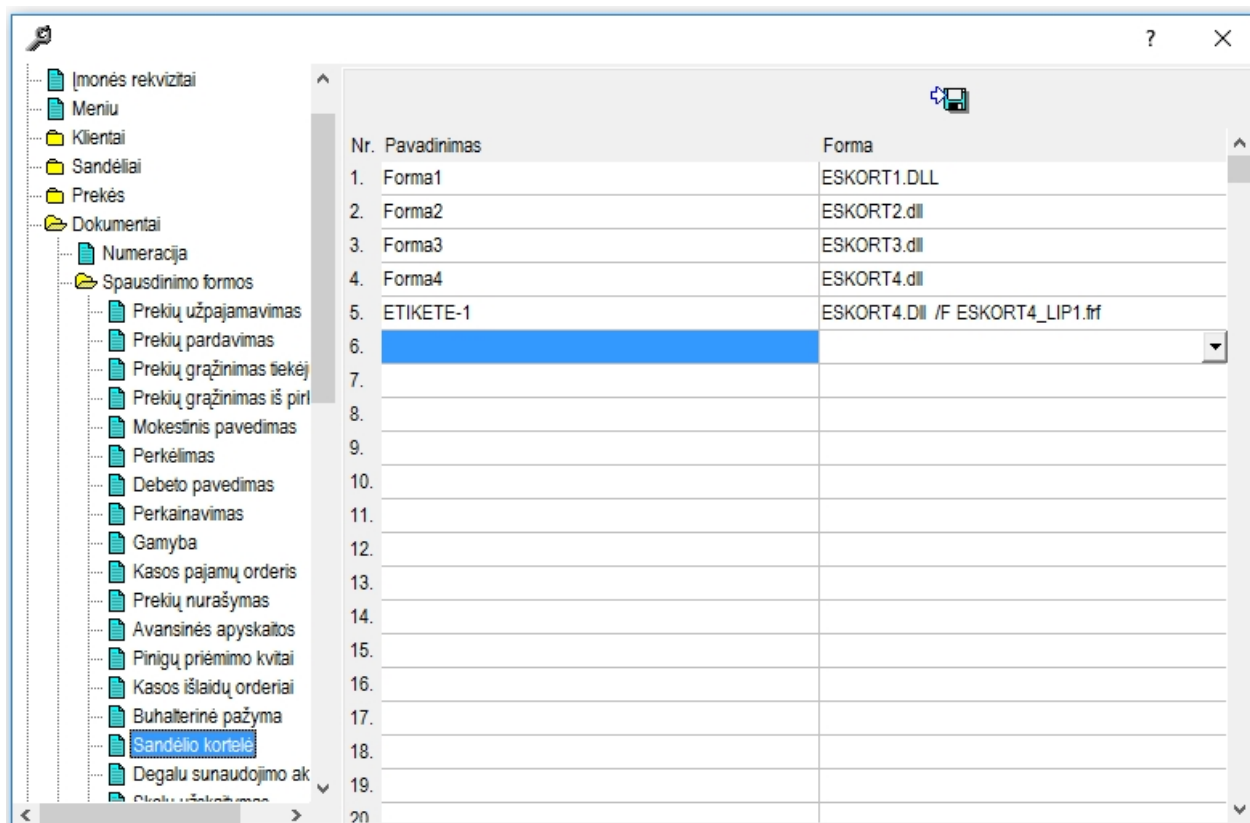 ?
Įmonės rekvizitai
Meniu
Klientai
Sandėliai
Prekės
Dokumentai
Numeracija
Spausdinimo formos
Prekių užpajamavimas
Prekių pardavimas
Prekių grąžinimas tiekėj
Prekių grąžinimas iš pirk
Mokestinis pavedimas
Perkėlimas
Debeto pavedimas
Perkainavimas
Gamyba
Kasos pajamų orderis
Prekių nurašymas
Avansinės apyskaitos
Pinigų priėmimo kvitai
Kasos išlaidų orderiai
Buhalterinė pažyma
Sandėlio kortelė
Degalu sunaudojimo ak
Nr. Pavadinimas Forma
1. Forma1 ESKORT1.DLL
2. Forma2 ESKORT2.dll
3. Forma3 ESKORT3.dll
4. Forma4 ESKORT4.dll
5. ETIKETE-1 ESKORT4.Dll /F ESKORT4_LIP1.frf
6.
7.
8.
9.
10.
11.
12.
13.
14.
15.
16.
17.
18.
19.
20